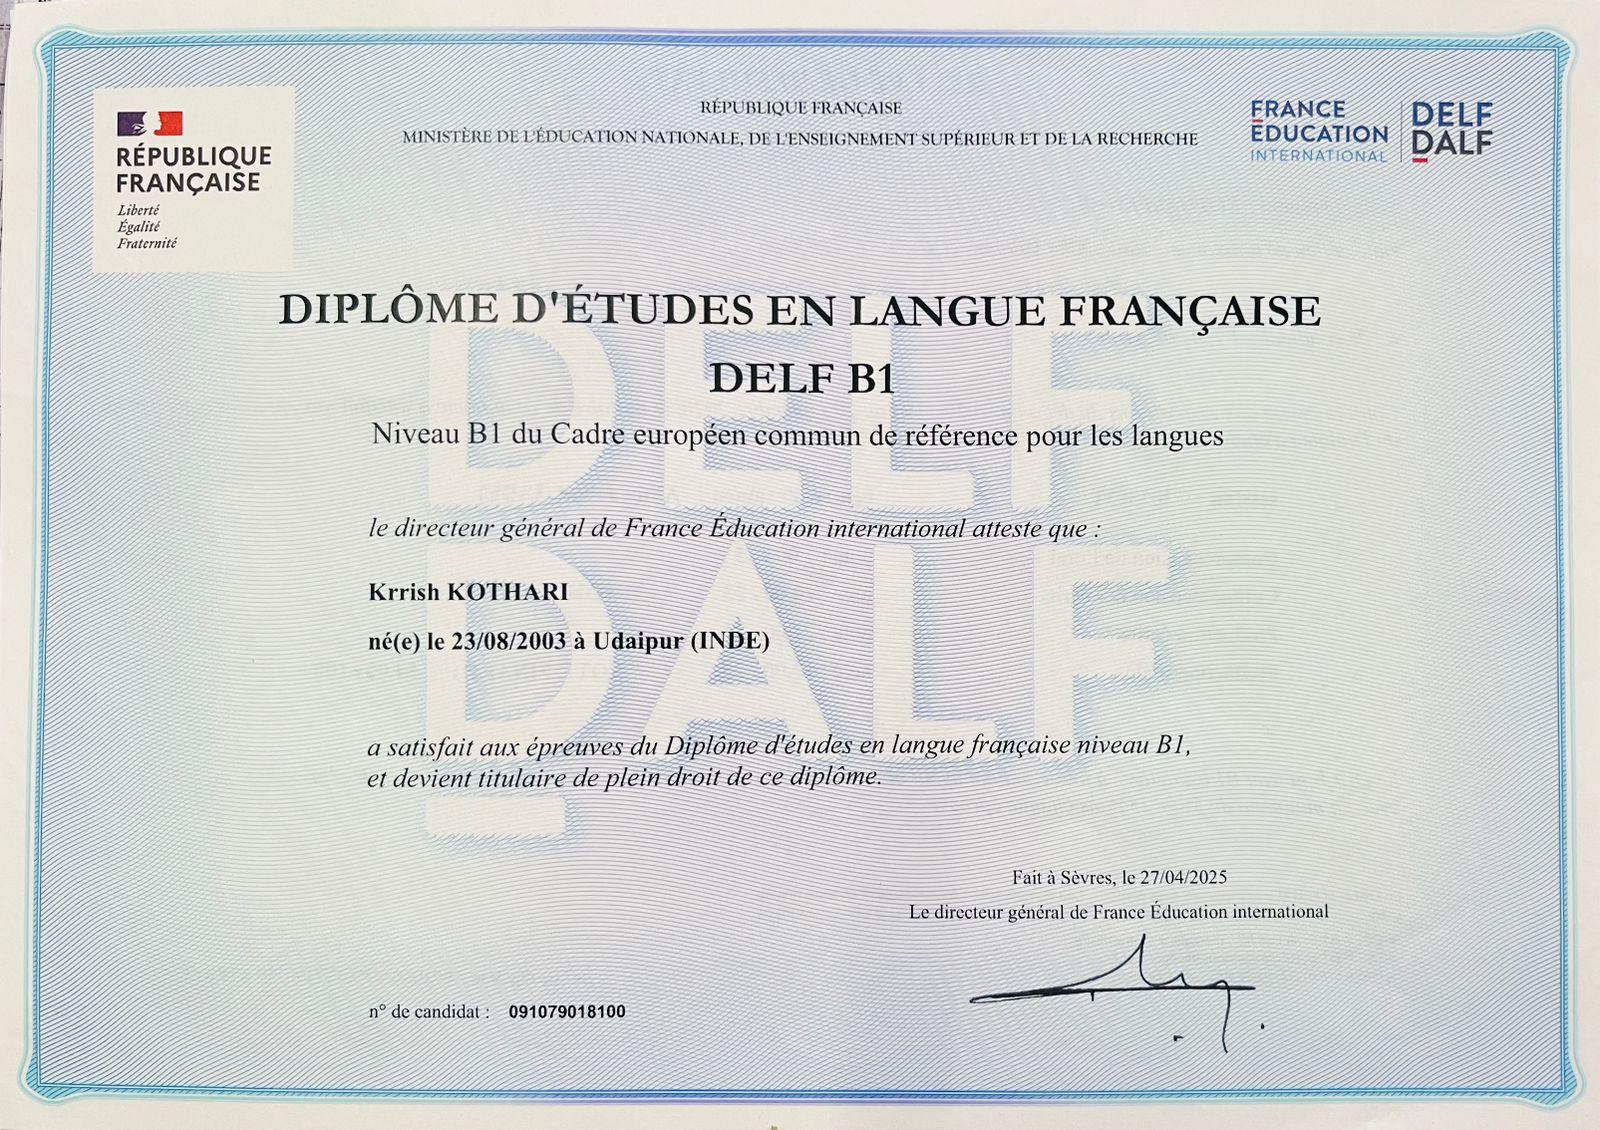 RÉPUBLIQUE
FRANÇAISE
Liberté
Égalité
Fraternité
RÉPUBLIQUE FRANÇAISE
MINISTÈRE DE L'ÉDUCATION NATIONALE, DE L'ENSEIGNEMENT SUPÉRIEUR ET DE LA RECHERCHE
FRANCE
ÉDUCATION
INTERNATIONAL
DELF
DALF
DIPLÔME D'ÉTUDES EN LANGUE FRANÇAISE
DELF B1
Niveau B1 du Cadre européen commun de référence pour les langues
DELF
DALF
le directeur général de France Éducation international atteste que :
Krrish KOTHARI
né(e) le 23/08/2003 à Udaipur (INDE)
a satisfait aux épreuves du Diplôme d'études en langue française niveau B1,
et devient titulaire de plein droit de ce diplôme.
Fait à Sèvres, le 27/04/2025
Le directeur général de France Éducation international
n° de candidat : 091079018100